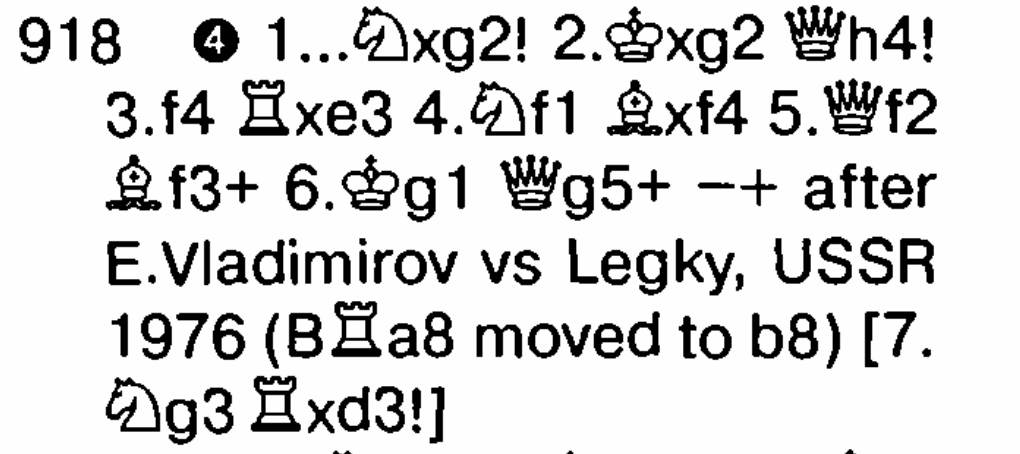 918 ❹ 1...♘xg2! 2.♔xg2 ♕h4!
3.f4 ♖xe3 4.♘f1 ♗xf4 5.♕f2
♗f3+ 6.♔g1 ♕g5+ −+ after
E.Vladimirov vs Legky, USSR
1976 (B♖a8 moved to b8) [7.
♘g3 ♖xd3!]